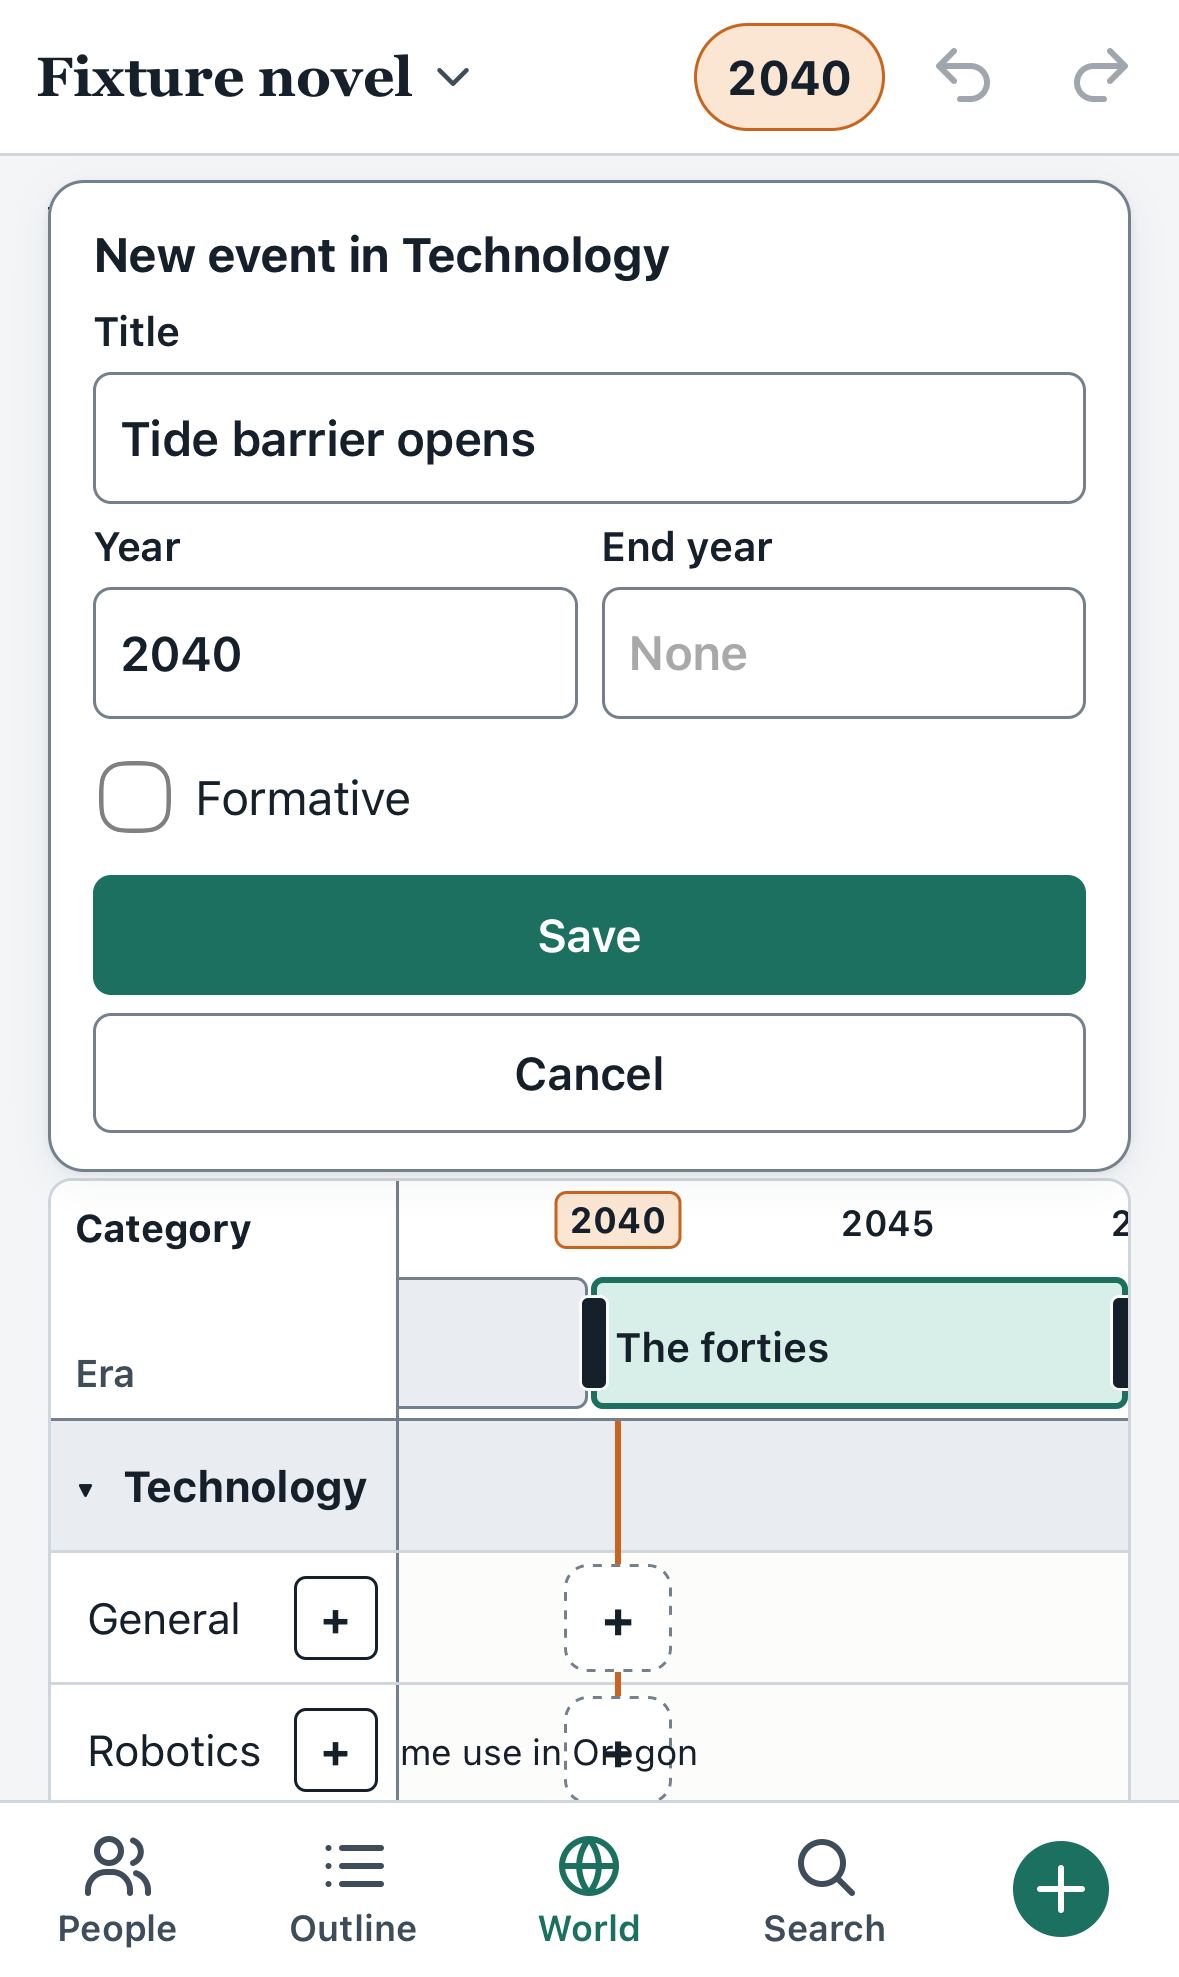 Fixture novel
2040
New event in Technology
Title
Tide barrier opens
Year
End year
2040
None
Formative
Save
Cancel
Category
2040
2045
2
Era
The forties
Technology
General
+
+
Robotics
+
me use in Oregon
+
People
Outline
World
Search